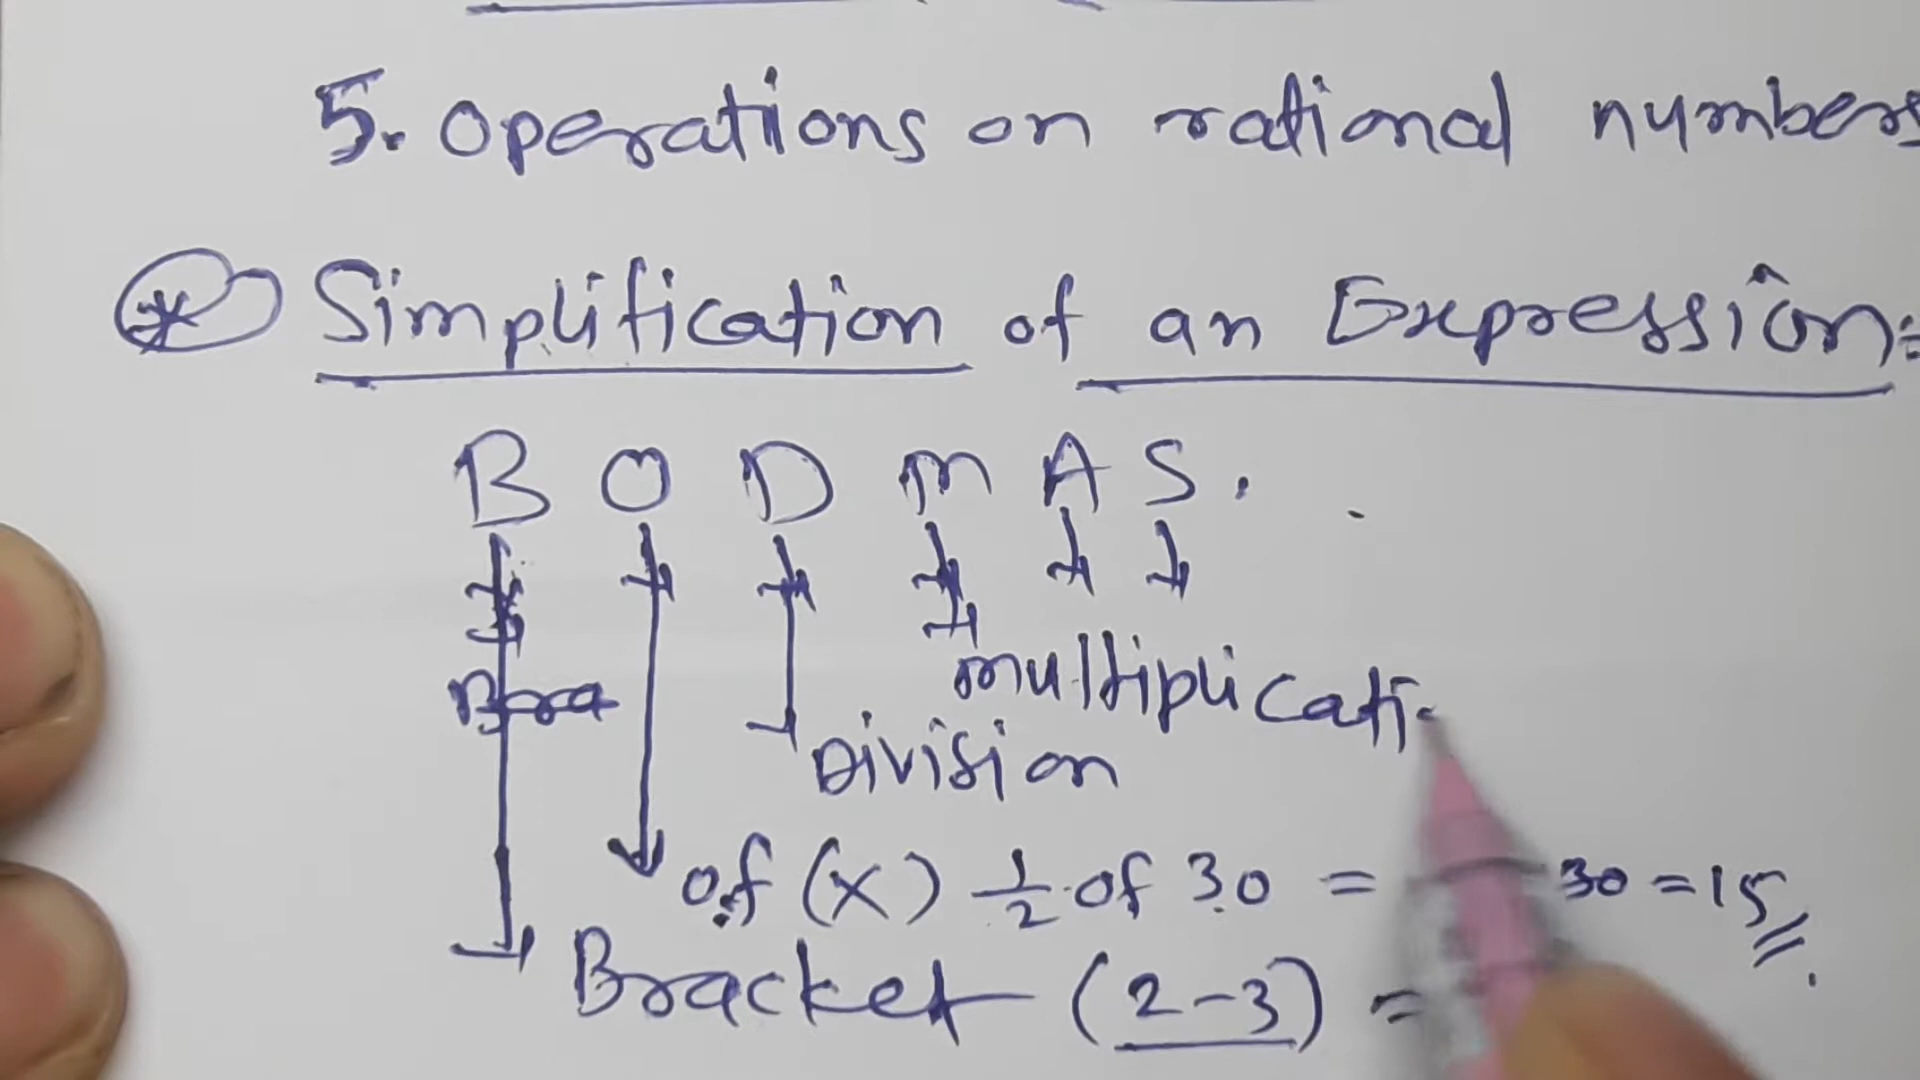 5. Operations on rational numbers
* Simplification of an Expression:
B O D M A S.
Bra
multiplicati
Division
of (x) 1/2 of 30 = 30 = 15
Bracket (2-3) =